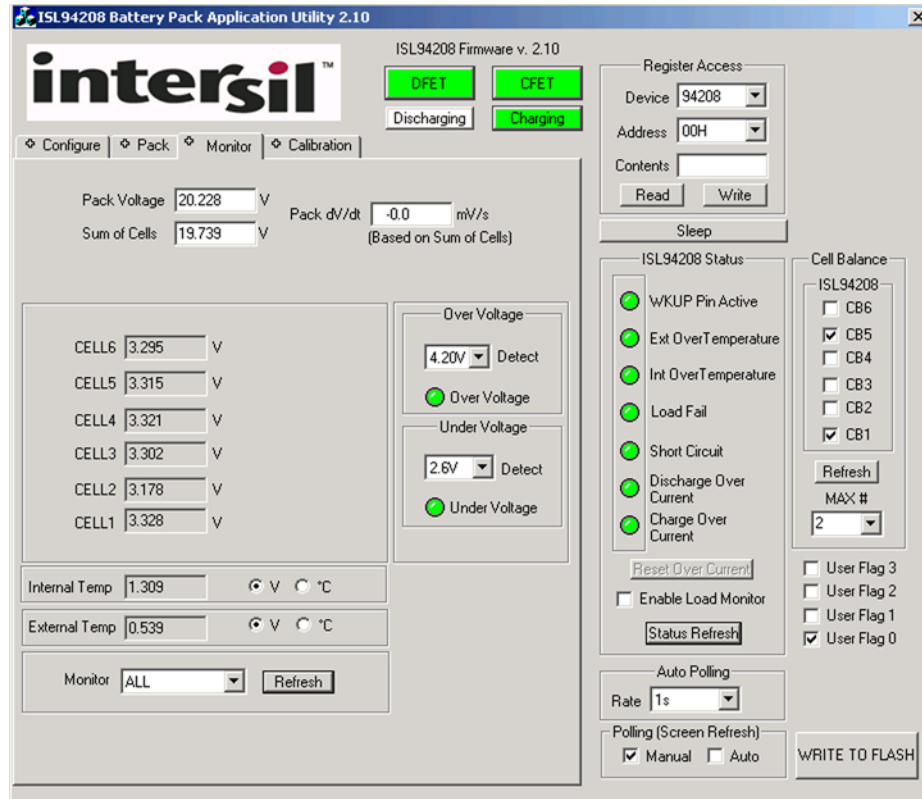 ISL94208 Battery Pack Application Utility 2.10
intersil™
ISL94208 Firmware v. 2.10
DFET CFET
Discharging Charging
Configure Pack Monitor Calibration
Pack Voltage 20.228 V
Sum of Cells 19.739 V
Pack dV/dt -0.0 mV/s
(Based on Sum of Cells)
CELL6 3.295 V
CELL5 3.315 V
CELL4 3.321 V
CELL3 3.302 V
CELL2 3.178 V
CELL1 3.328 V
Over Voltage
4.20V Detect
Over Voltage
Under Voltage
2.6V Detect
Under Voltage
Internal Temp 1.309 V °C
External Temp 0.539 V °C
Monitor ALL Refresh
Register Access
Device 94208
Address 00H
Contents
Read Write
Sleep
ISL94208 Status
WKUP Pin Active
Ext OverTemperature
Int OverTemperature
Load Fail
Short Circuit
Discharge Over
Current
Charge Over
Current
Reset Over Current
Enable Load Monitor
Status Refresh
Cell Balance
ISL94208
CB6
CB5
CB4
CB3
CB2
CB1
Refresh
MAX #
2
User Flag 3
User Flag 2
User Flag 1
User Flag 0
Auto Polling
Rate 1s
Polling (Screen Refresh)
Manual Auto
WRITE TO FLASH